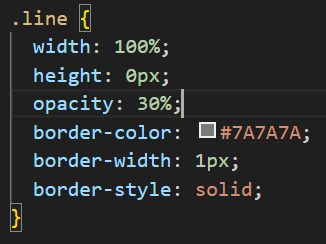 .line {
width: 100%;
height: 0px;
opacity: 30%;
border-color: #7A7A7A;
border-width: 1px;
border-style: solid;
}